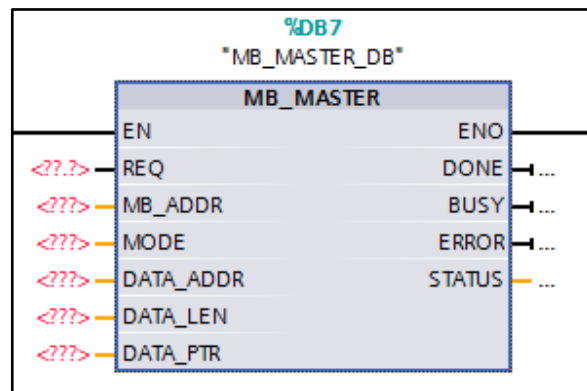 %DB7
"MB_MASTER_DB"
MB_MASTER
EN ENO
<??.?> REQ DONE ...
<???> MB_ADDR BUSY ...
<???> MODE ERROR ...
<???> DATA_ADDR STATUS ...
<???> DATA_LEN
<???> DATA_PTR